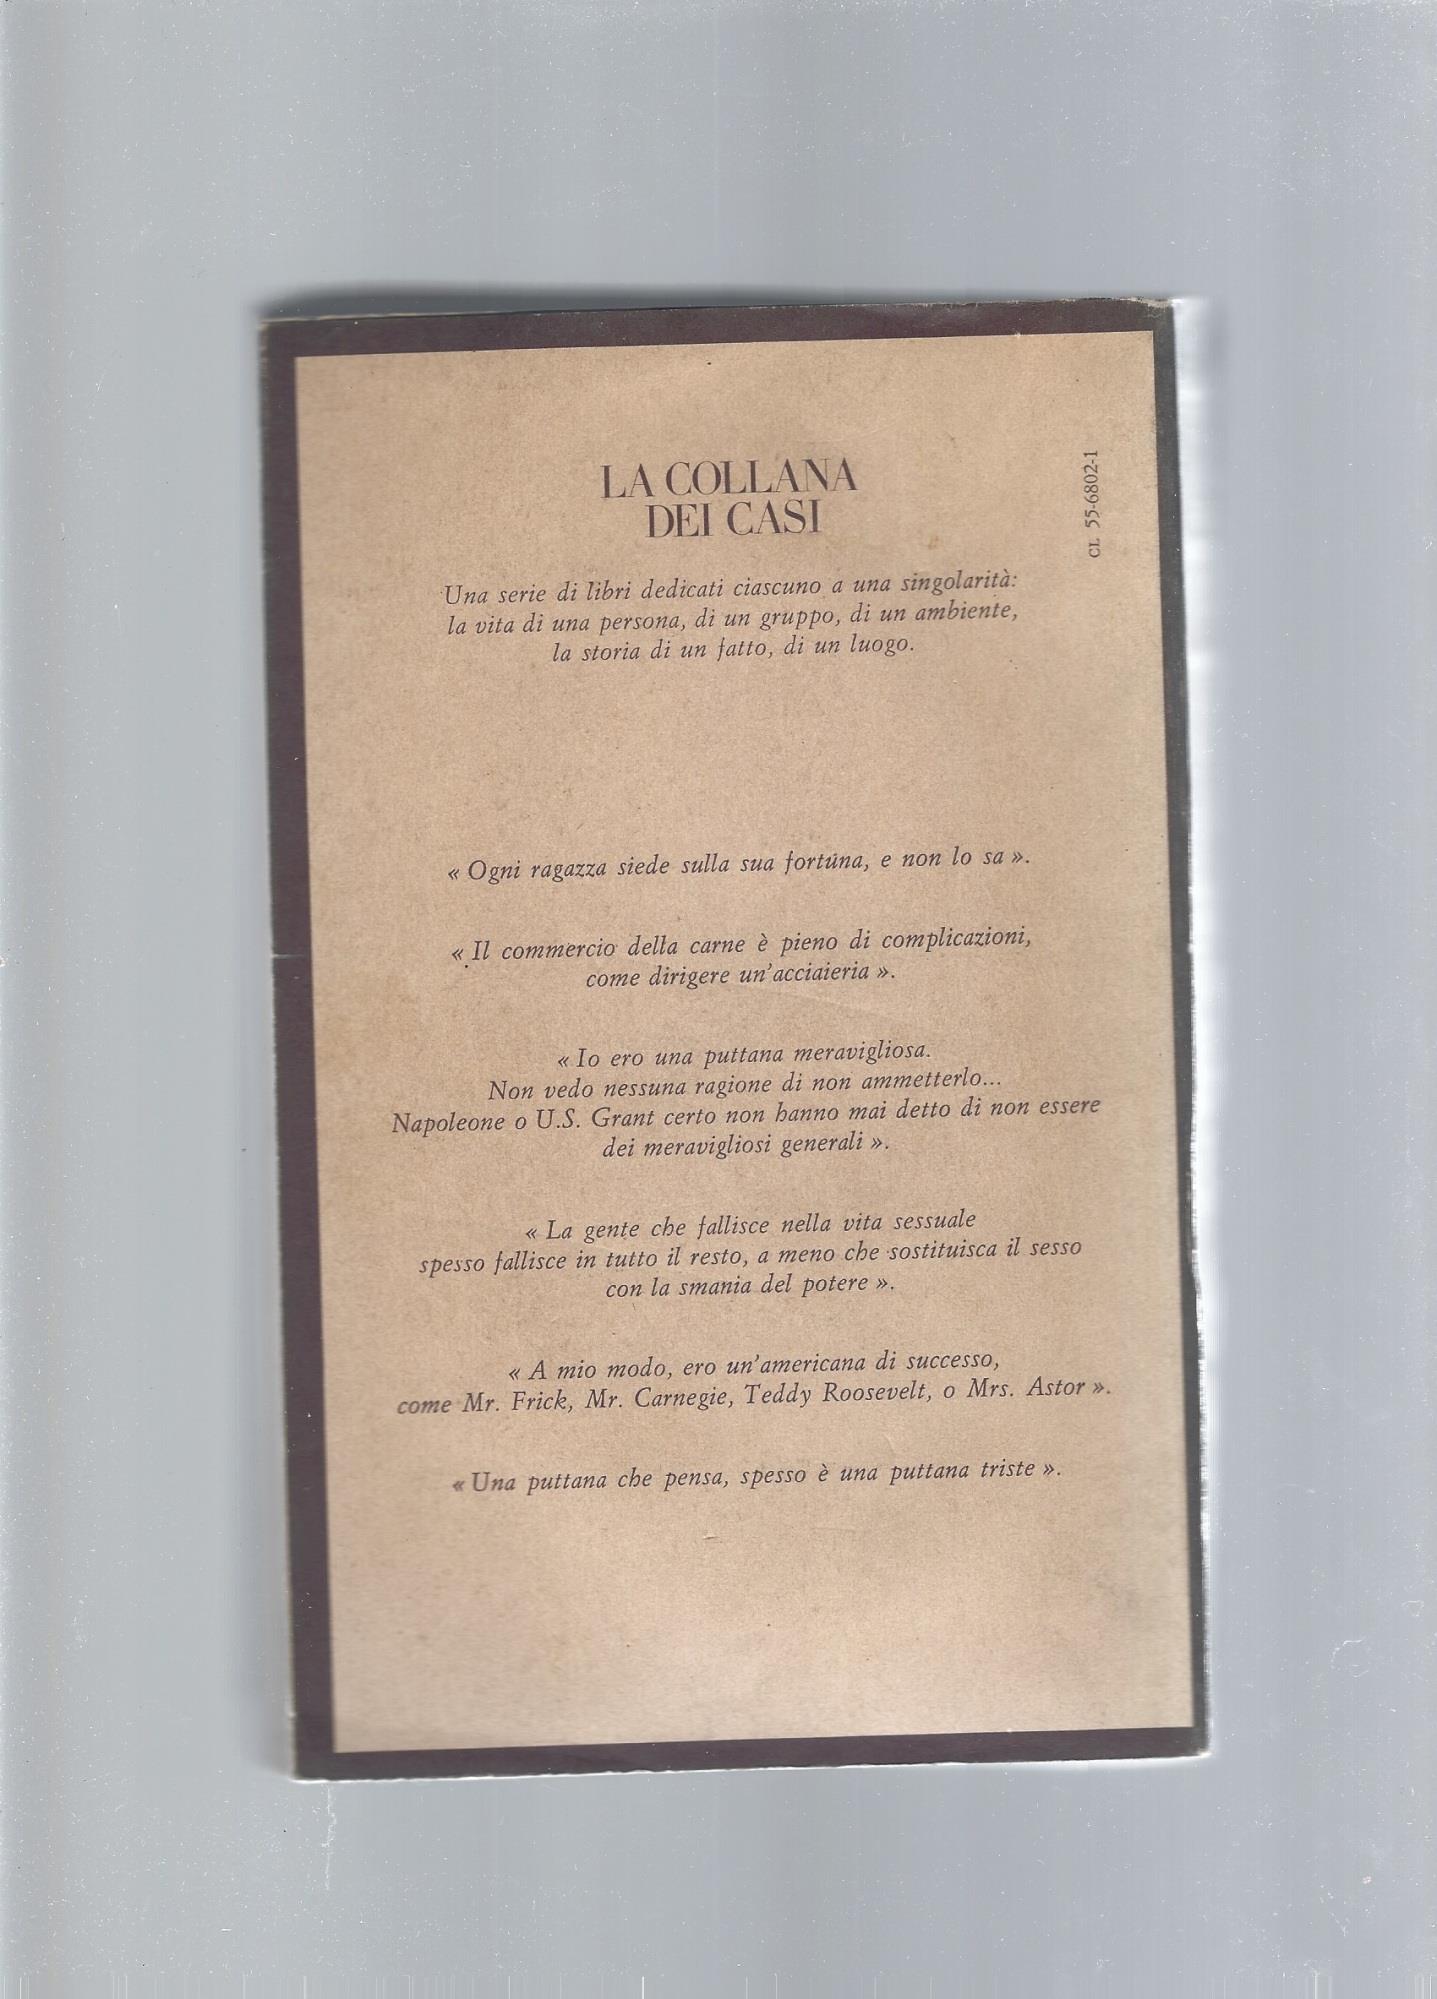 LA COLLANA
DEI CASI
CL 55-6802-1
Una serie di libri dedicati ciascuno a una singolarità:
la vita di una persona, di un gruppo, di un ambiente,
la storia di un fatto, di un luogo.
« Ogni ragazza siede sulla sua fortuna, e non lo sa ».
« Il commercio della carne è pieno di complicazioni,
come dirigere un'acciaieria ».
« Io ero una puttana meravigliosa.
Non vedo nessuna ragione di non ammetterlo...
Napoleone o U.S. Grant certo non hanno mai detto di non essere
dei meravigliosi generali ».
« La gente che fallisce nella vita sessuale
spesso fallisce in tutto il resto, a meno che sostituisca il sesso
con la smania del potere ».
« A mio modo, ero un'americana di successo,
come Mr. Frick, Mr. Carnegie, Teddy Roosevelt, o Mrs. Astor ».
« Una puttana che pensa, spesso è una puttana triste ».